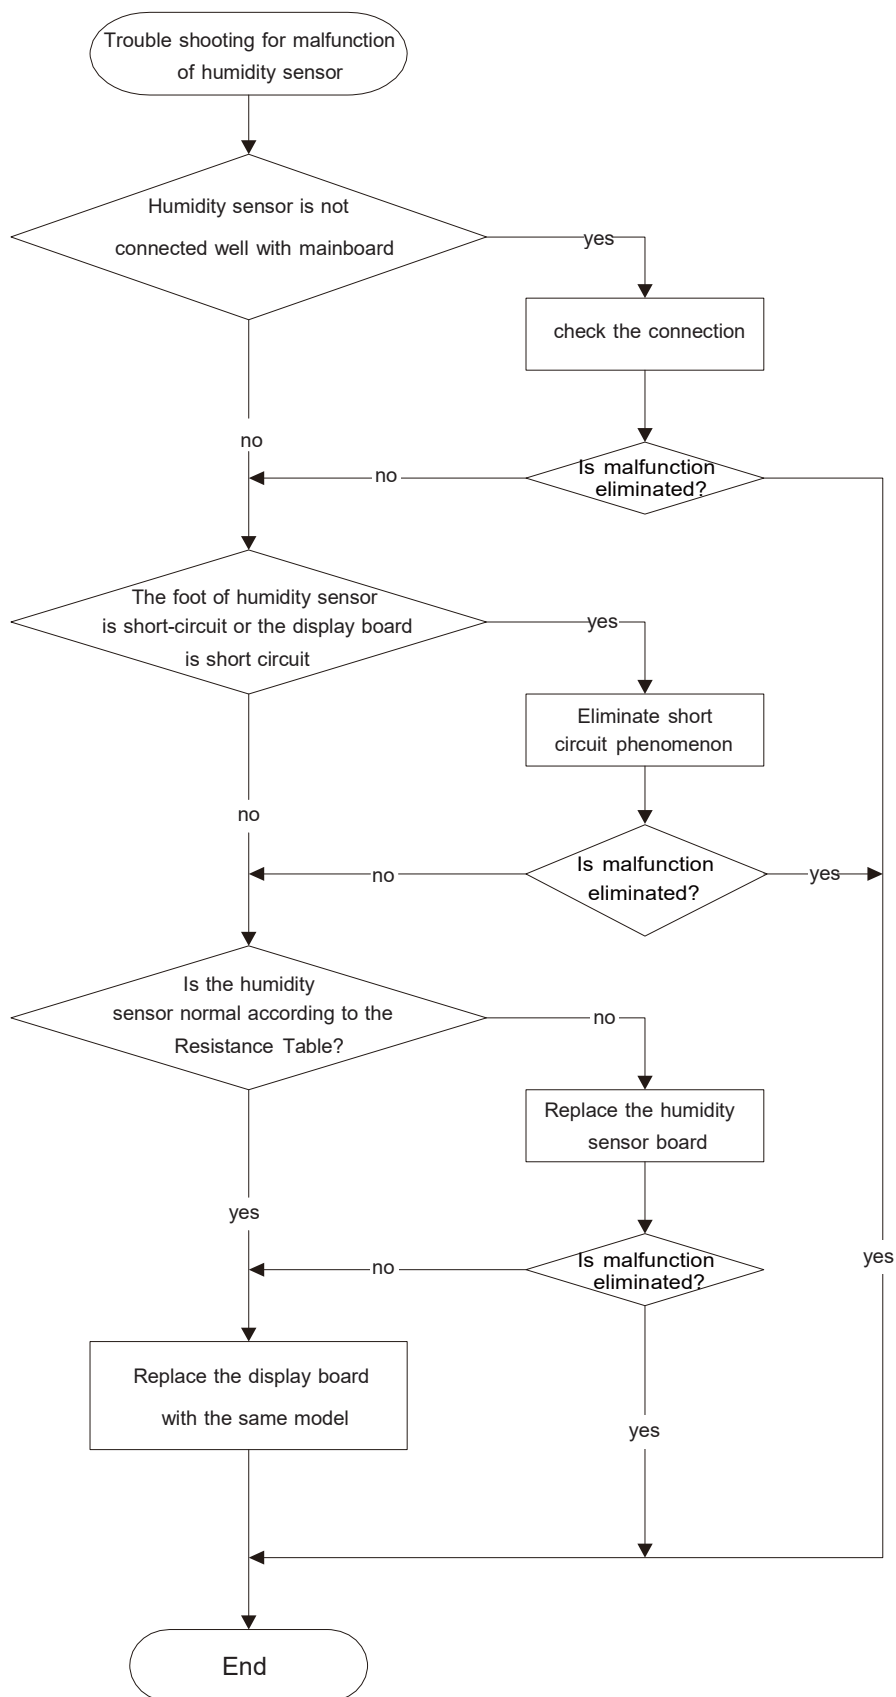 Trouble shooting for malfunction
of humidity sensor
Humidity sensor is not
connected well with mainboard
yes
check the connection
no
Is malfunction
eliminated?
no
The foot of humidity sensor
is short-circuit or the display board
is short circuit
yes
Eliminate short
circuit phenomenon
no
Is malfunction
eliminated?
no
yes
Is the humidity
sensor normal according to the
Resistance Table?
no
Replace the humidity
sensor board
yes
Is malfunction
eliminated?
no
yes
Replace the display board
with the same model
yes
End